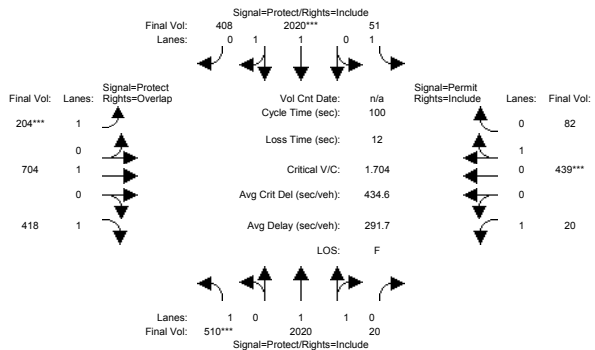 Signal=Protect/Rights=Include
Final Vol: 408 2020*** 51
Lanes: 0 1 1 0 1
Signal=Protect Signal=Permit
Final Vol: Lanes: Rights=Overlap Vol Cnt Date: n/a Rights=Include Lanes: Final Vol:
Cycle Time (sec): 100
204*** 1 0 82
Loss Time (sec): 12
0 1
704 1 Critical V/C: 1.704 0 439***
0 Avg Crit Del (sec/veh): 434.6 0
418 1 Avg Delay (sec/veh): 291.7 1 20
LOS: F
Lanes: 1 0 1 1 0
Final Vol: 510*** 2020 20
Signal=Protect/Rights=Include